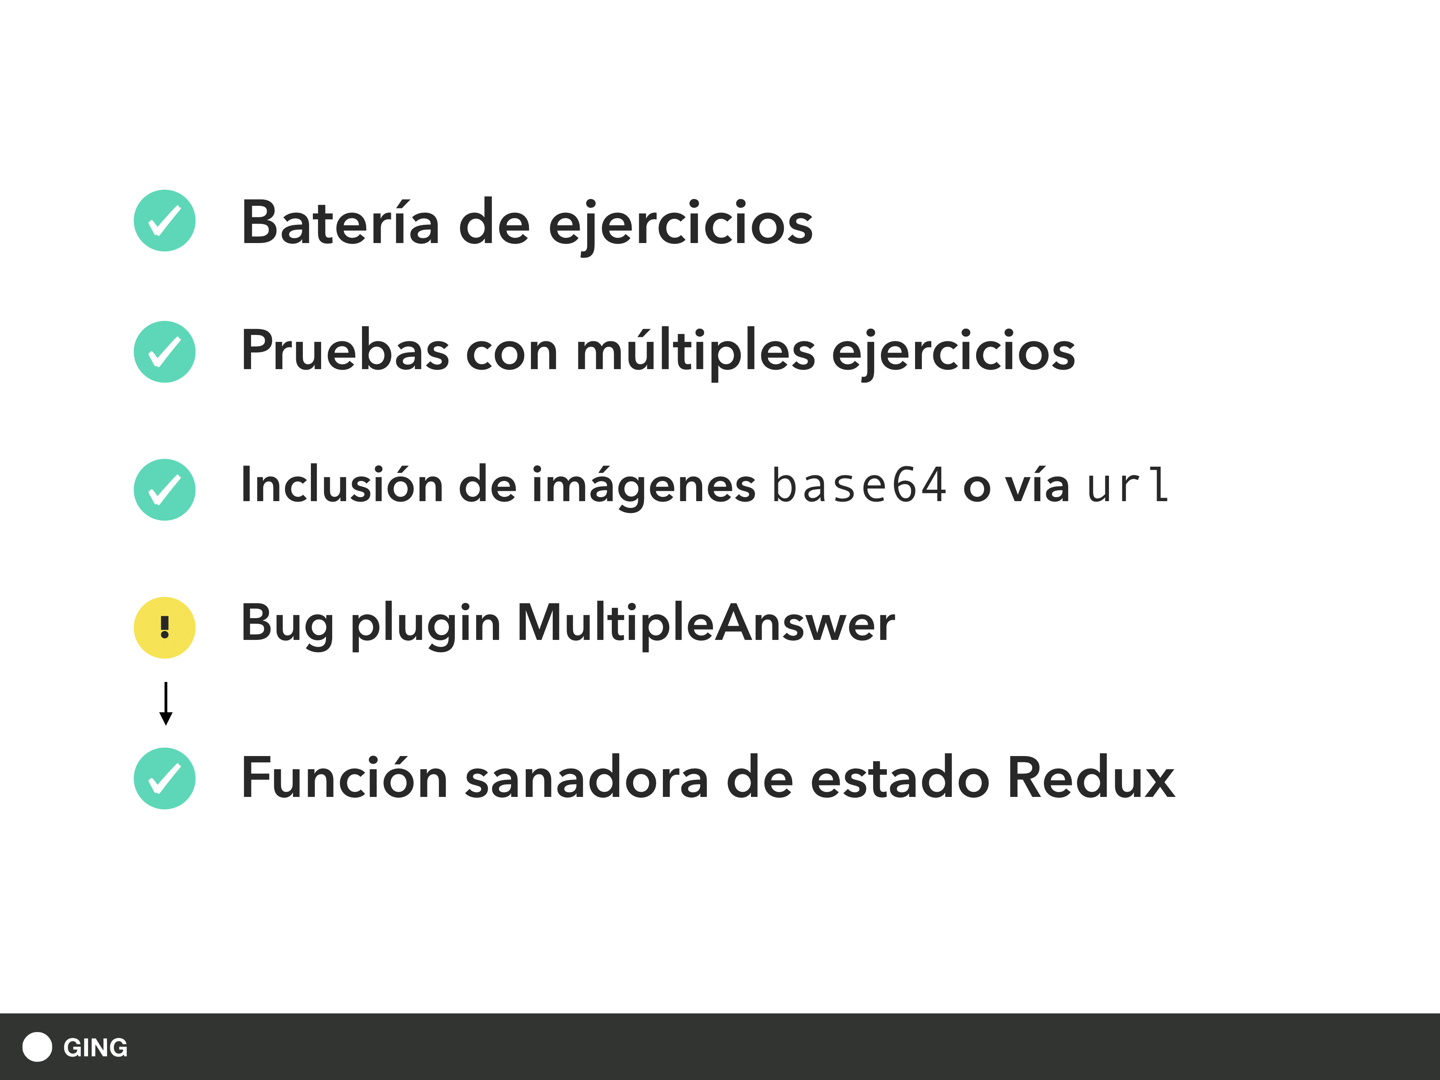 Batería de ejercicios
Pruebas con múltiples ejercicios
Inclusión de imágenes base64 o vía url
! Bug plugin MultipleAnswer
Función sanadora de estado Redux
GING